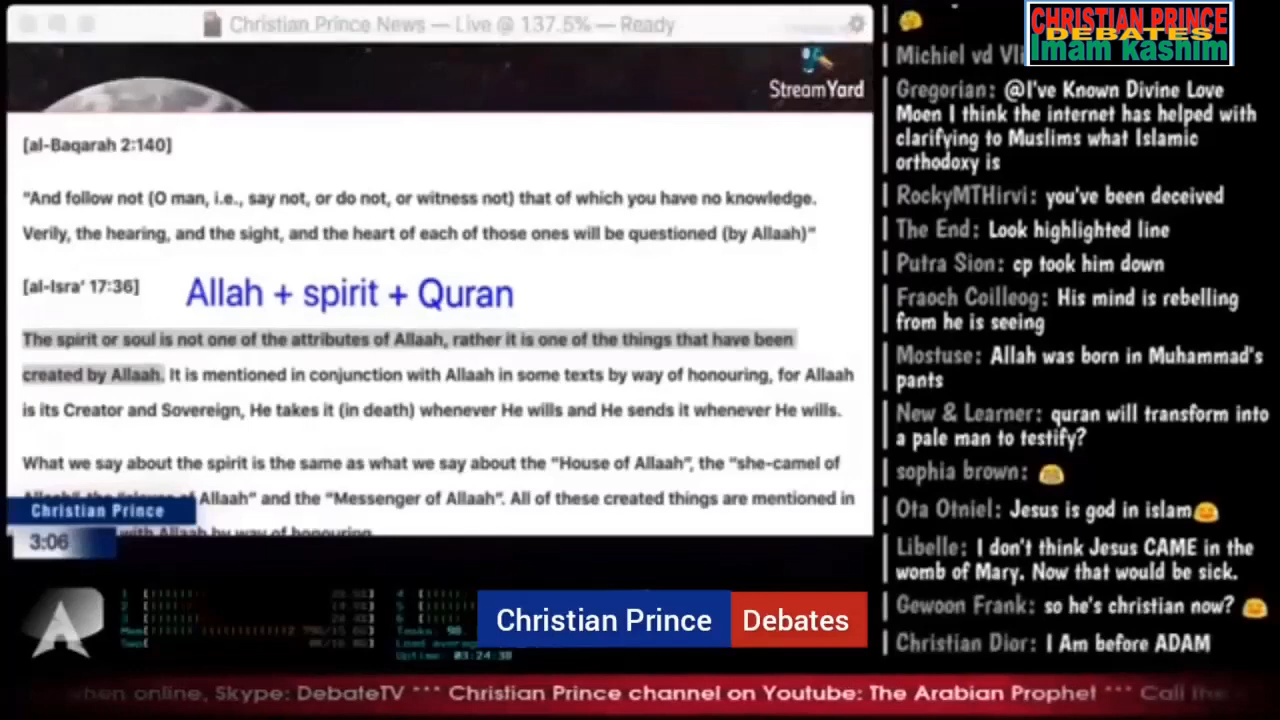 Christian Prince News — Live @ 137.5% — Ready
StreamYard
[al-Baqarah 2:140]
"And follow not (O man, i.e., say not, or do not, or witness not) that of which you have no knowledge.
Verily, the hearing, and the sight, and the heart of each of those ones will be questioned (by Allaah)"
[al-Isra' 17:36]
Allah + spirit + Quran
The spirit or soul is not one of the attributes of Allaah, rather it is one of the things that have been
created by Allaah. It is mentioned in conjunction with Allaah in some texts by way of honouring, for Allaah
is its Creator and Sovereign, He takes it (in death) whenever He wills and He sends it whenever He wills.
What we say about the spirit is the same as what we say about the "House of Allaah", the "she-camel of
Allaah" and the "Messenger of Allaah". All of these created things are mentioned in
with Allaah by way of honouring.
Christian Prince
3:06
Christian Prince Debates
CHRISTIAN PRINCE
DEBATES
Imam kashim
Michiel vd
Gregorian: @I've Known Divine Love
Moen I think the internet has helped with
clarifying to Muslims what Islamic
orthodoxy is
RockyMTHirvi: you've been deceived
The End: Look highlighted line
Putra Sion: cp took him down
Fraoch Coilleog: His mind is rebelling
from he is seeing
Mostuse: Allah was born in Muhammad's
pants
New & Learner: quran will transform into
a pale man to testify?
sophia brown:
Ota Otniel: Jesus is god in islam
Libelle: I don't think Jesus CAME in the
womb of Mary. Now that would be sick.
Gewoon Frank: so he's christian now?
Christian Dior: I Am before ADAM
when online, Skype: DebateTV *** Christian Prince channel on Youtube: The Arabian Prophet *** Call the